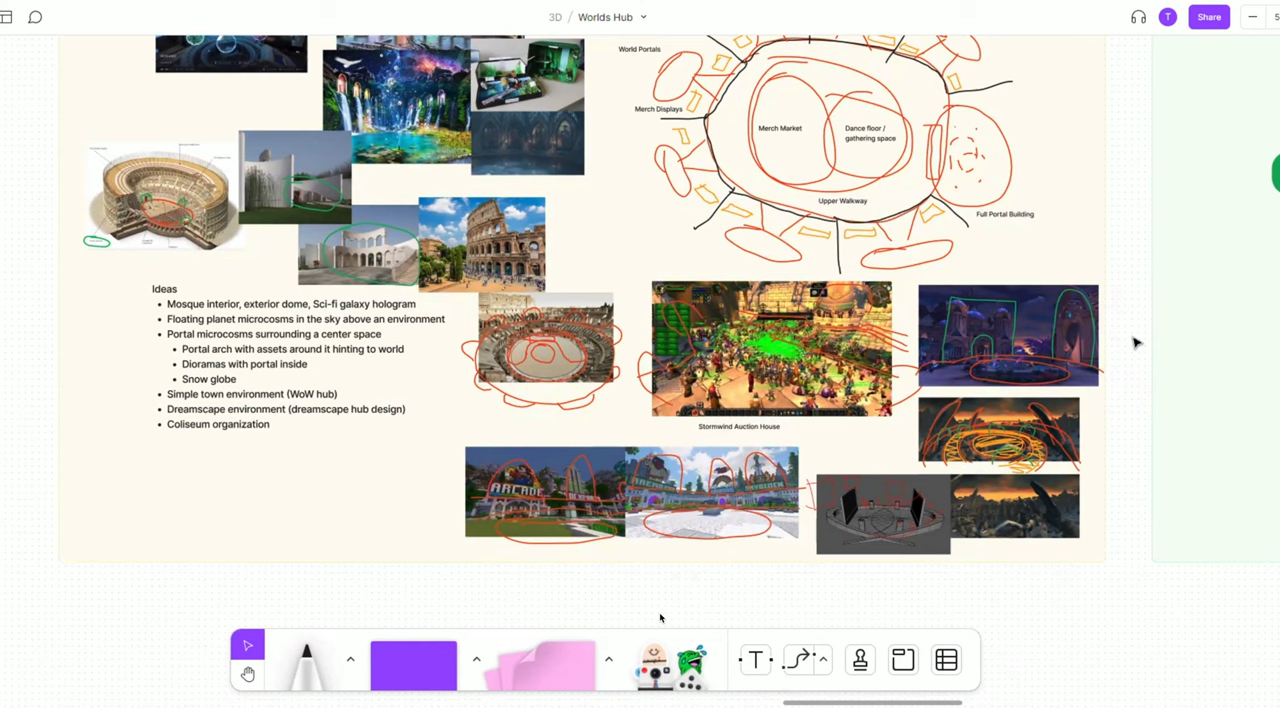 3D / Worlds Hub
T
Share
World Portals
Merch Displays
Merch Market
Dance floor /
gathering space
Upper Walkway
Full Portal Building
Ideas
Mosque interior, exterior dome, Sci-fi galaxy hologram
Floating planet microcosms in the sky above an environment
Portal microcosms surrounding a center space
Portal arch with assets around it hinting to world
Dioramas with portal inside
Snow globe
Simple town environment (WoW hub)
Dreamscape environment (dreamscape hub design)
Coliseum organization
Stormwind Auction House
ARCADE
T